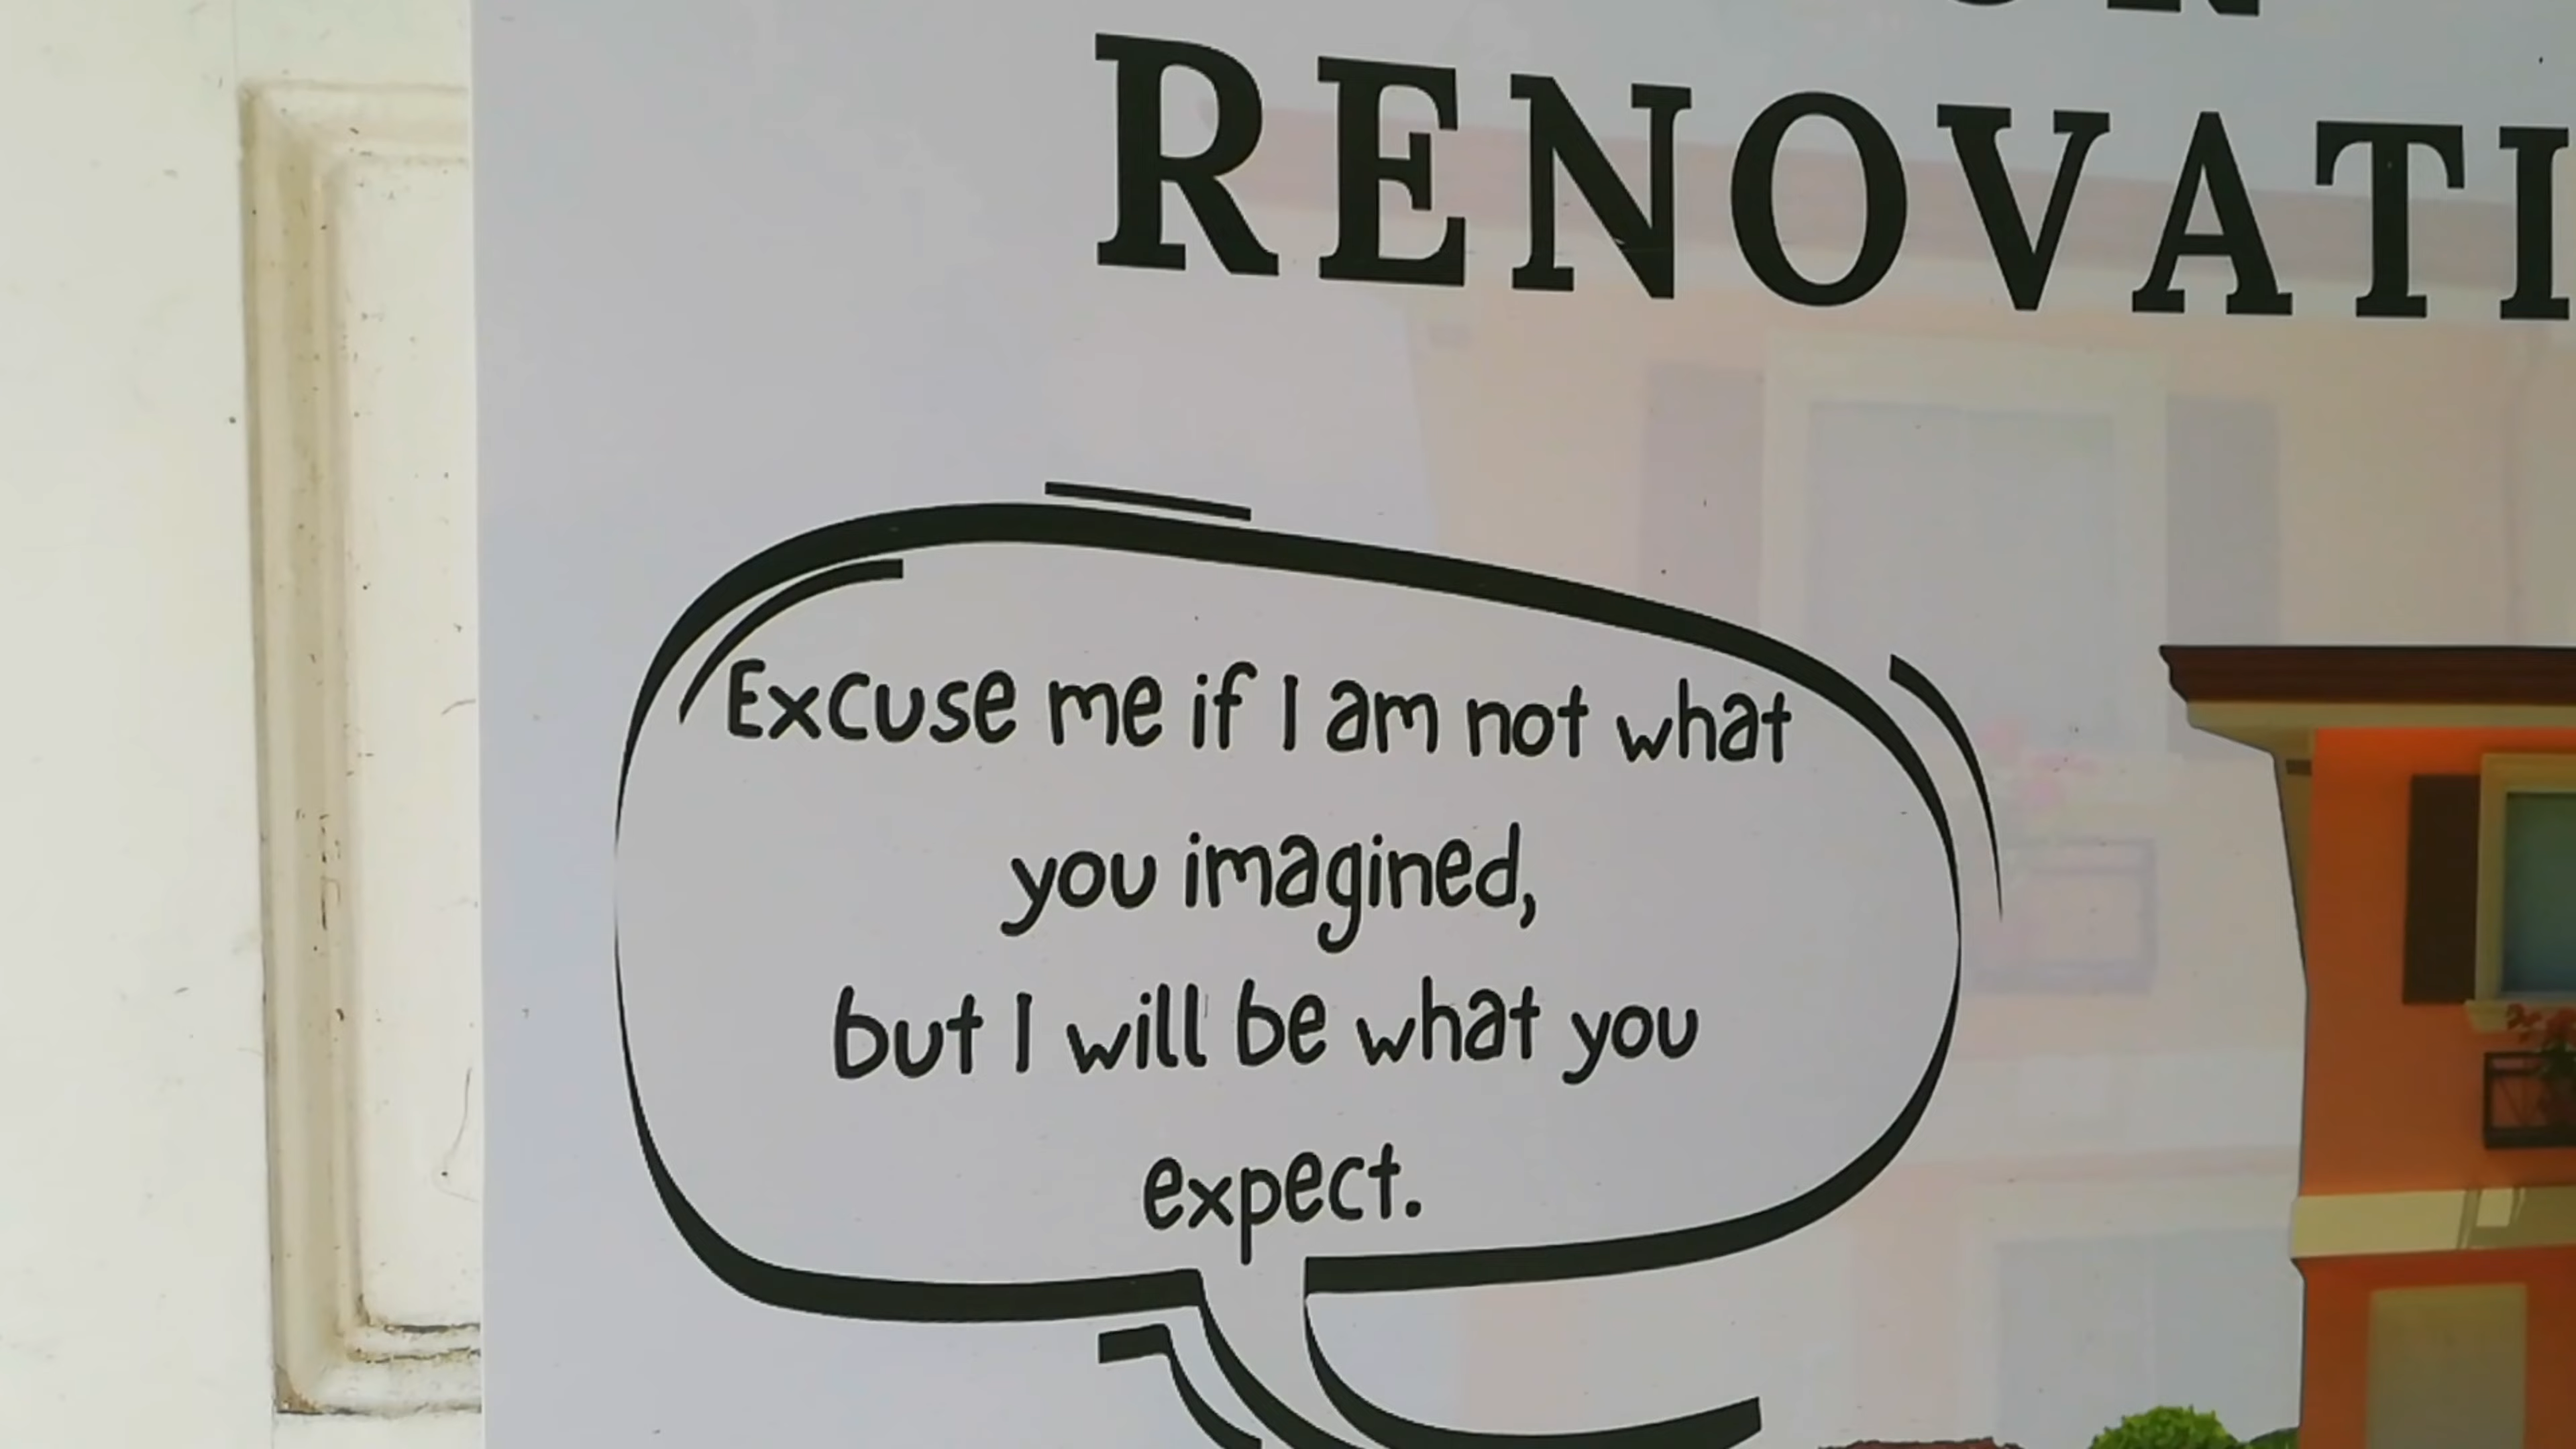 RENOVATI
Excuse me if I am not what
you imagined,
but I will be what you
expect.